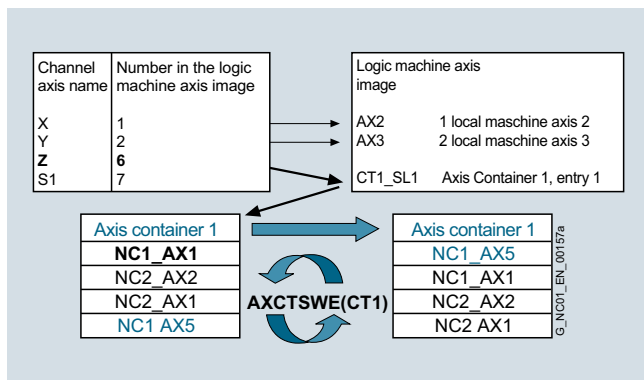 Channel axis name
Number in the logic machine axis image
X 1
Y 2
Z 6
S1 7
Logic machine axis image
AX2 1 local maschine axis 2
AX3 2 local maschine axis 3
CT1_SL1 Axis Container 1, entry 1
Axis container 1
NC1_AX1
NC2_AX2
NC2_AX1
NC1 AX5
AXCTSWE(CT1)
Axis container 1
NC1_AX5
NC1_AX1
NC2_AX2
NC2 AX1
G_NC01_EN_00157a